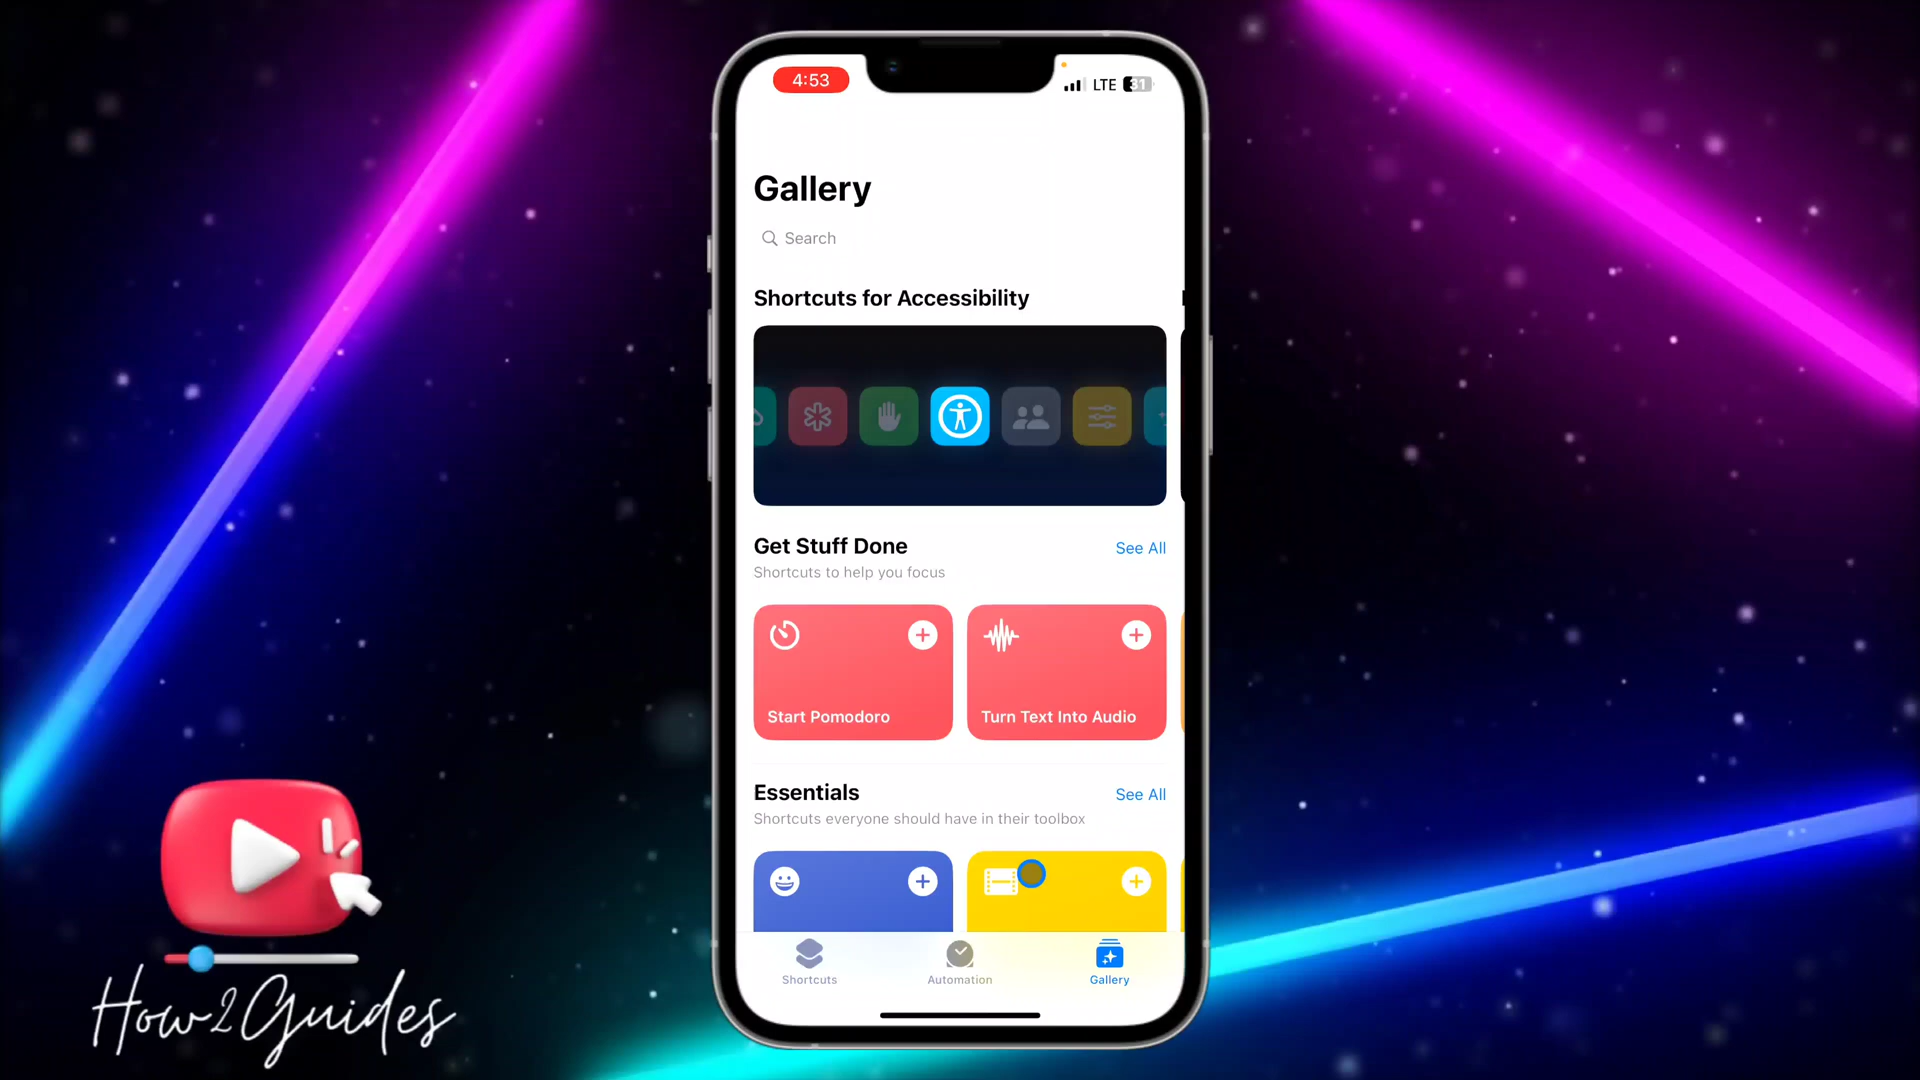 4:53
LTE
31
Gallery
Search
Shortcuts for Accessibility
Get Stuff Done
See All
Shortcuts to help you focus
Start Pomodoro
Turn Text Into Audio
Essentials
See All
Shortcuts everyone should have in their toolbox
Shortcuts
Automation
Gallery
How2Guides